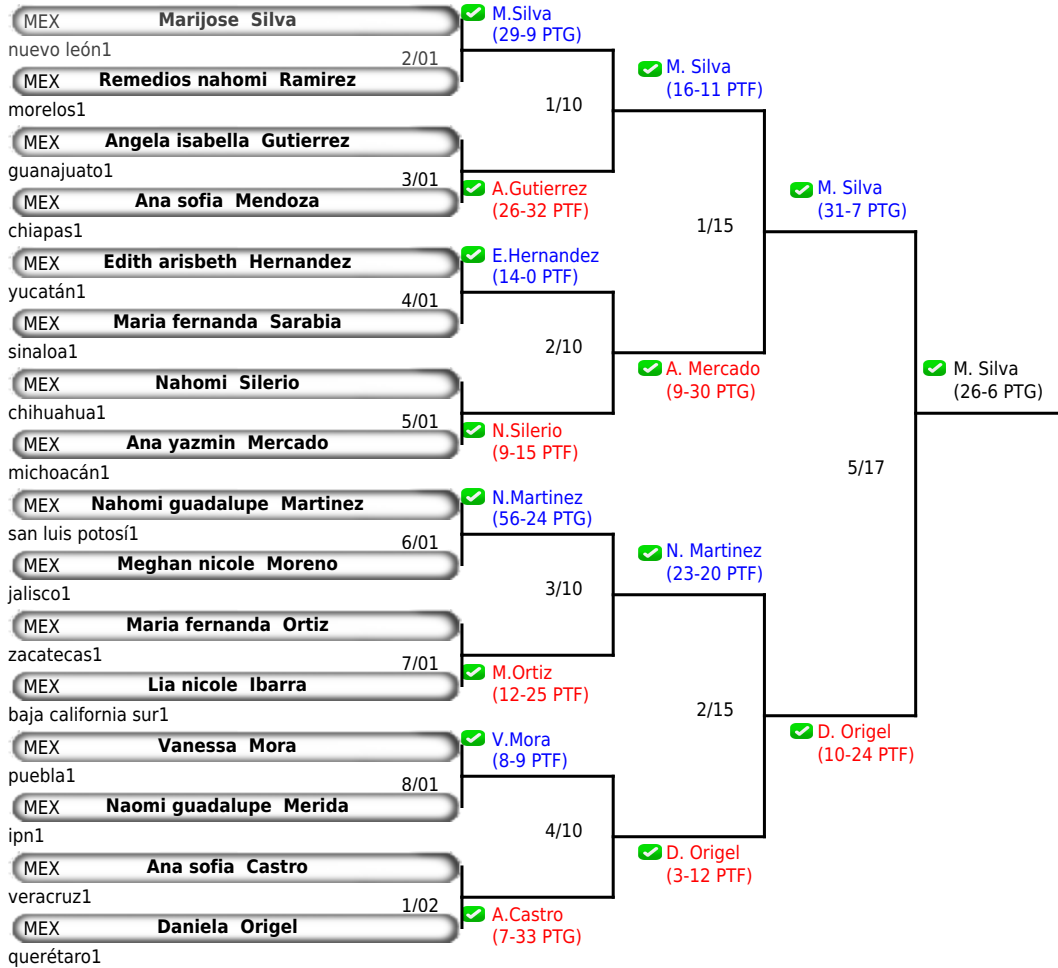 MEX Marijose Silva
nuevo león1
2/01
MEX Remedios nahomi Ramirez
morelos1
MEX Angela isabella Gutierrez
guanajuato1
3/01
MEX Ana sofia Mendoza
chiapas1
MEX Edith arisbeth Hernandez
yucatán1
4/01
MEX Maria fernanda Sarabia
sinaloa1
MEX Nahomi Silerio
chihuahua1
5/01
MEX Ana yazmin Mercado
michoacán1
MEX Nahomi guadalupe Martinez
san luis potosí1
6/01
MEX Meghan nicole Moreno
jalisco1
MEX Maria fernanda Ortiz
zacatecas1
7/01
MEX Lia nicole Ibarra
baja california sur1
MEX Vanessa Mora
puebla1
8/01
MEX Naomi guadalupe Merida
ipn1
MEX Ana sofia Castro
veracruz1
1/02
MEX Daniela Origel
querétaro1
M.Silva
(29-9 PTG)
1/10
A.Gutierrez
(26-32 PTF)
E.Hernandez
(14-0 PTF)
2/10
N.Silerio
(9-15 PTF)
N.Martinez
(56-24 PTG)
3/10
M.Ortiz
(12-25 PTF)
V.Mora
(8-9 PTF)
4/10
A.Castro
(7-33 PTG)
M. Silva
(16-11 PTF)
1/15
A. Mercado
(9-30 PTG)
N. Martinez
(23-20 PTF)
2/15
D. Origel
(3-12 PTF)
M. Silva
(31-7 PTG)
5/17
D. Origel
(10-24 PTF)
M. Silva
(26-6 PTG)